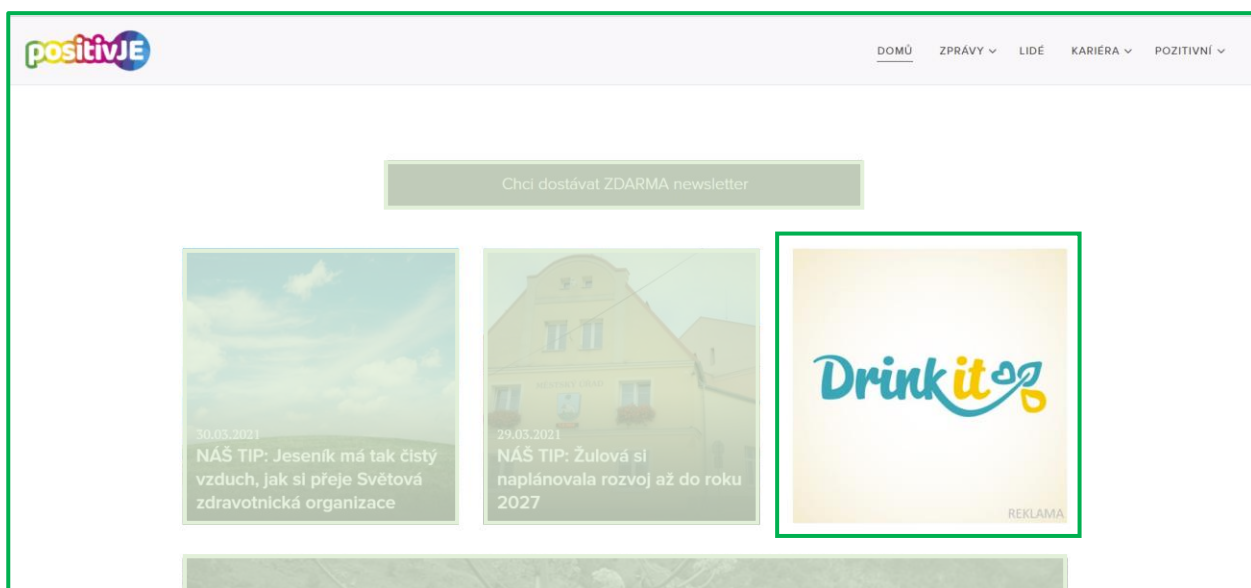 positivJE
DOMŮ ZPRÁVY LIDÉ KARIÉRA POZITIVNÍ
Chci dostávat ZDARMA newsletter
30.03.2021
NÁŠ TIP: Jeseník má tak čistý
vzduch, jak si přeje Světová
zdravotnická organizace
29.03.2021
NÁŠ TIP: Žulová si
naplánovala rozvoj až do roku
2027
Drinkit
REKLAMA